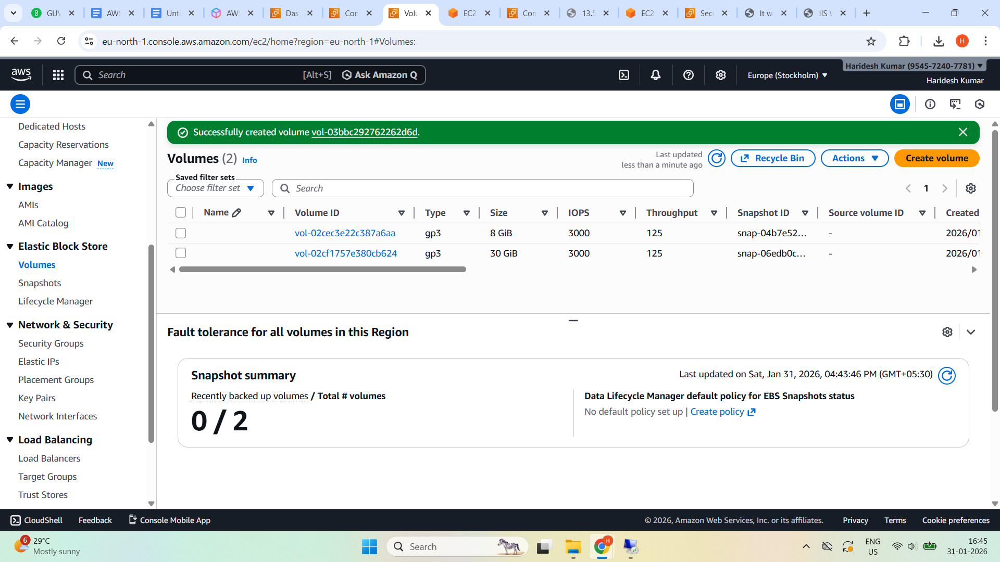 GUV
AWS
Unti
AWS
Das
Con
Volu
EC2
Con
13.5
EC2
Secu
It w
IIS W
eu-north-1.console.aws.amazon.com/ec2/home?region=eu-north-1#Volumes:
H
aws
Search
[Alt+S]
Ask Amazon Q
Europe (Stockholm)
Haridesh Kumar (9545-7240-7781)
Haridesh Kumar
Dedicated Hosts
Capacity Reservations
Capacity Manager New
Images
AMIs
AMI Catalog
Elastic Block Store
Volumes
Snapshots
Lifecycle Manager
Network & Security
Security Groups
Elastic IPs
Placement Groups
Key Pairs
Network Interfaces
Load Balancing
Load Balancers
Target Groups
Trust Stores
Successfully created volume vol-03bbc292762262d6d.
Volumes (2) Info
Last updated
less than a minute ago
Recycle Bin
Actions
Create volume
Saved filter sets
Choose filter set
Search
1
Name Volume ID Type Size IOPS Throughput Snapshot ID Source volume ID Created
vol-02cec3e22c387a6aa gp3 8 GiB 3000 125 snap-04b7e52... - 2026/01
vol-02cf1757e380cb624 gp3 30 GiB 3000 125 snap-06edb0c... - 2026/01
Fault tolerance for all volumes in this Region
Snapshot summary
Last updated on Sat, Jan 31, 2026, 04:43:46 PM (GMT+05:30)
Recently backed up volumes / Total # volumes
0 / 2
Data Lifecycle Manager default policy for EBS Snapshots status
No default policy set up | Create policy
CloudShell
Feedback
Console Mobile App
© 2026, Amazon Web Services, Inc. or its affiliates.
Privacy
Terms
Cookie preferences
6
29°C
Mostly sunny
Search
H
ENG
US
16:45
31-01-2026